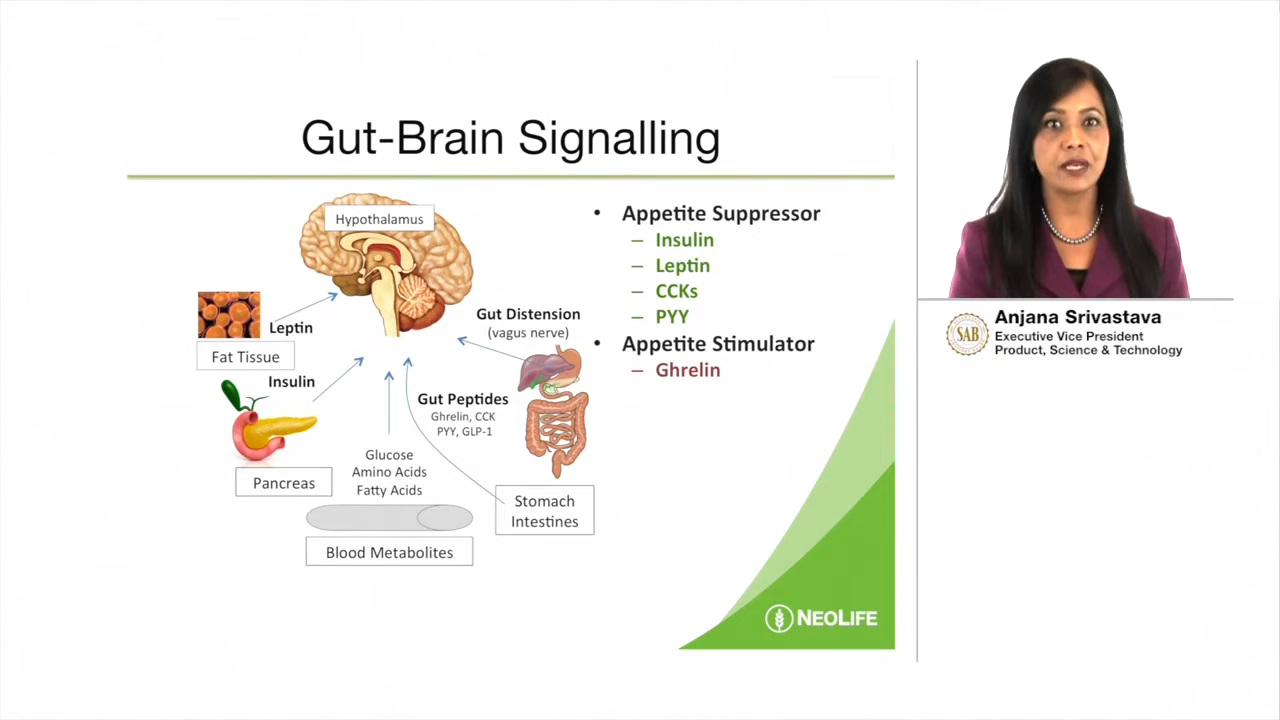 Gut-Brain Signalling
Hypothalamus
Leptin
Fat Tissue
Insulin
Pancreas
Glucose
Amino Acids
Fatty Acids
Blood Metabolites
Gut Distension
(vagus nerve)
Gut Peptides
Ghrelin, CCK
PYY, GLP-1
Stomach
Intestines
• Appetite Suppressor
– Insulin
– Leptin
– CCKs
– PYY
• Appetite Stimulator
– Ghrelin
NEOLIFE
SAB
Anjana Srivastava
Executive Vice President
Product, Science & Technology